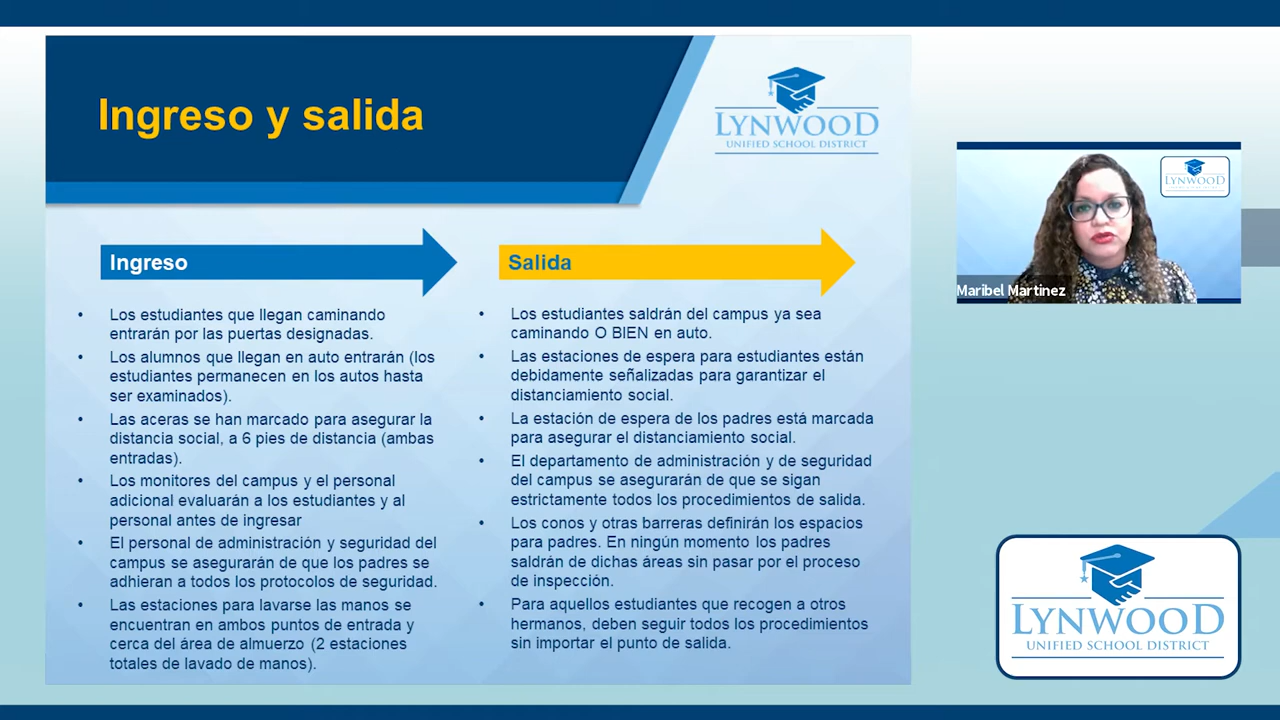 Ingreso y salida
LYNWOOD
UNIFIED SCHOOL DISTRICT
Ingreso
• Los estudiantes que llegan caminando
entrarán por las puertas designadas.
• Los alumnos que llegan en auto entrarán (los
estudiantes permanecen en los autos hasta
ser examinados).
• Las aceras se han marcado para asegurar la
distancia social, a 6 pies de distancia (ambas
entradas).
• Los monitores del campus y el personal
adicional evaluarán a los estudiantes y al
personal antes de ingresar
• El personal de administración y seguridad del
campus se asegurarán de que los padres se
adhieran a todos los protocolos de seguridad.
• Las estaciones para lavarse las manos se
encuentran en ambos puntos de entrada y
cerca del área de almuerzo (2 estaciones
totales de lavado de manos).
Salida
• Los estudiantes saldrán del campus ya sea
caminando O BIEN en auto.
• Las estaciones de espera para estudiantes están
debidamente señalizadas para garantizar el
distanciamiento social.
• La estación de espera de los padres está marcada
para asegurar el distanciamiento social.
• El departamento de administración y de seguridad
del campus se asegurarán de que se sigan
estrictamente todos los procedimientos de salida.
• Los conos y otras barreras definirán los espacios
para padres. En ningún momento los padres
saldrán de dichas áreas sin pasar por el proceso
de inspección.
• Para aquellos estudiantes que recogen a otros
hermanos, deben seguir todos los procedimientos
sin importar el punto de salida.
LYNWOOD
Maribel Martinez
LYNWOOD
UNIFIED SCHOOL DISTRICT